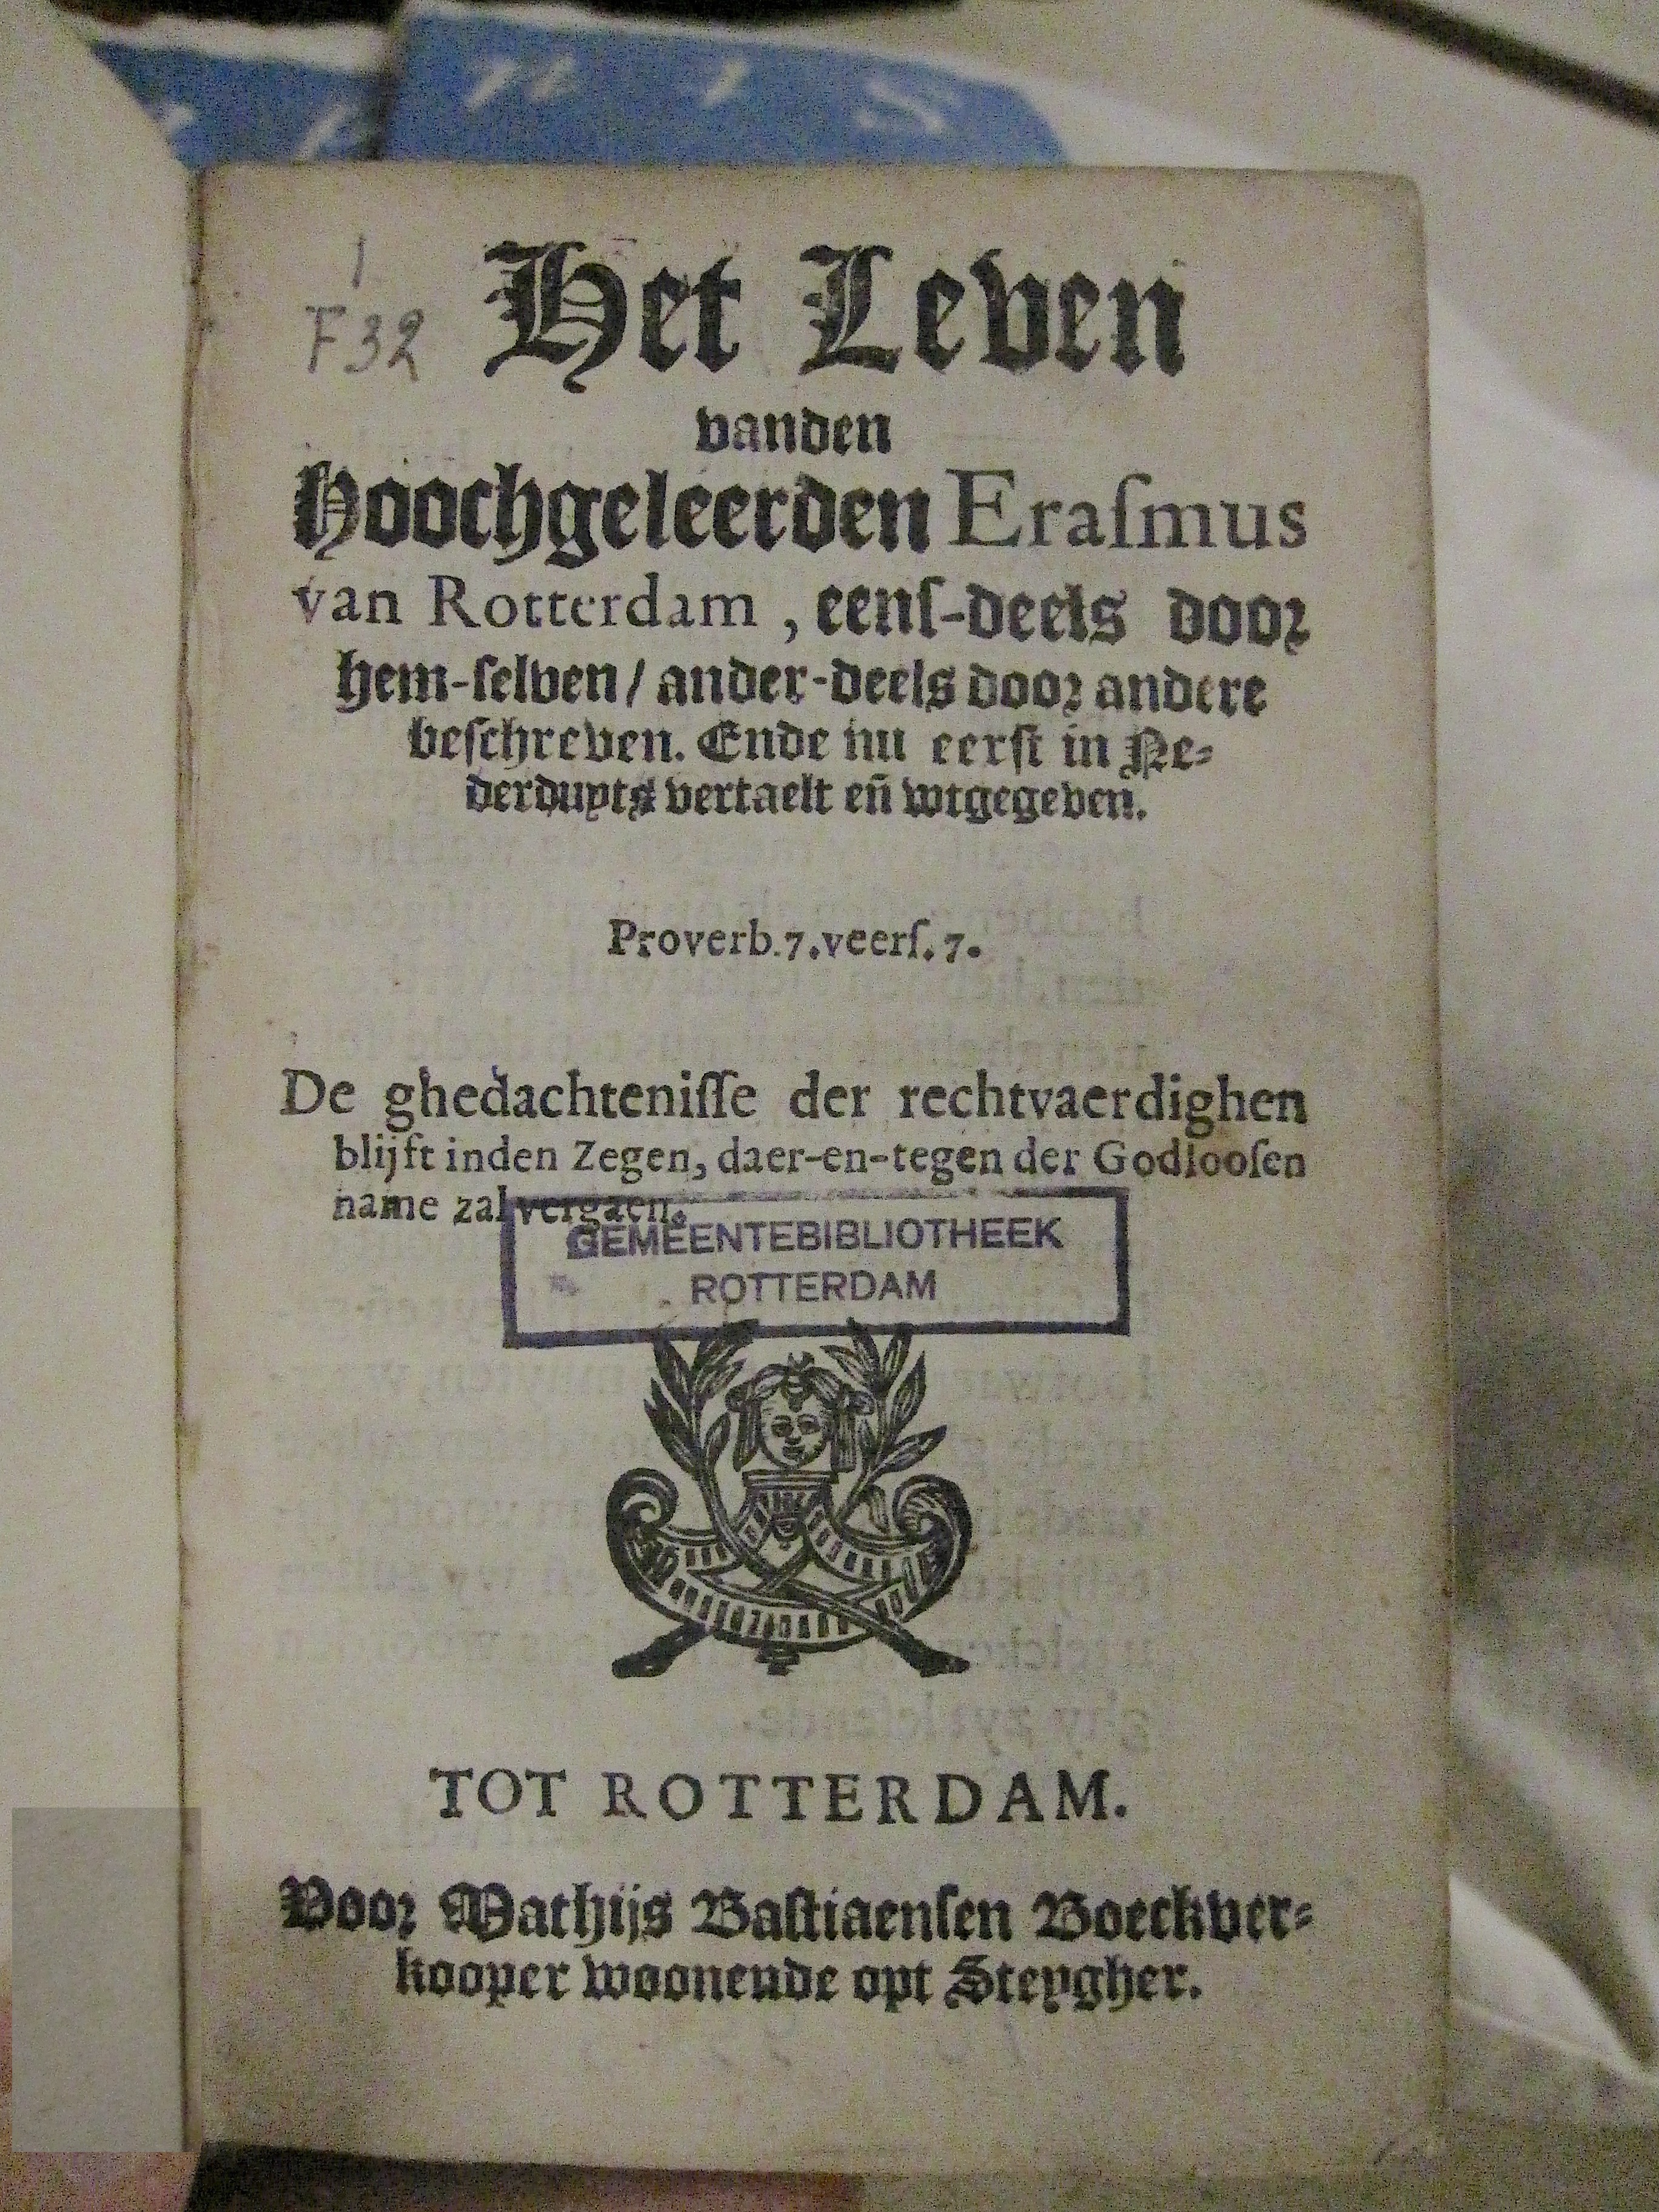 1
F32
Het Leven
vanden
Hoochgeleerden Eraſmus
van Rotterdam, eenſ-deels door
hem-ſelven / ander-deels door andere
beſchreven. Ende nu eerſt in Ne-
derduyts vertaelt eñ wtgegeven.
Proverb.7.veerſ.7.
De ghedachteniſſe der rechtvaerdighen
blijft inden Zegen, daer-en-tegen der Godlooſen
name zal vergaen.
GEMEENTEBIBLIOTHEEK
ROTTERDAM
TOT ROTTERDAM.
Voor Mathijs Baſtiaenſen Boeckver-
kooper woonende opt Steygher.